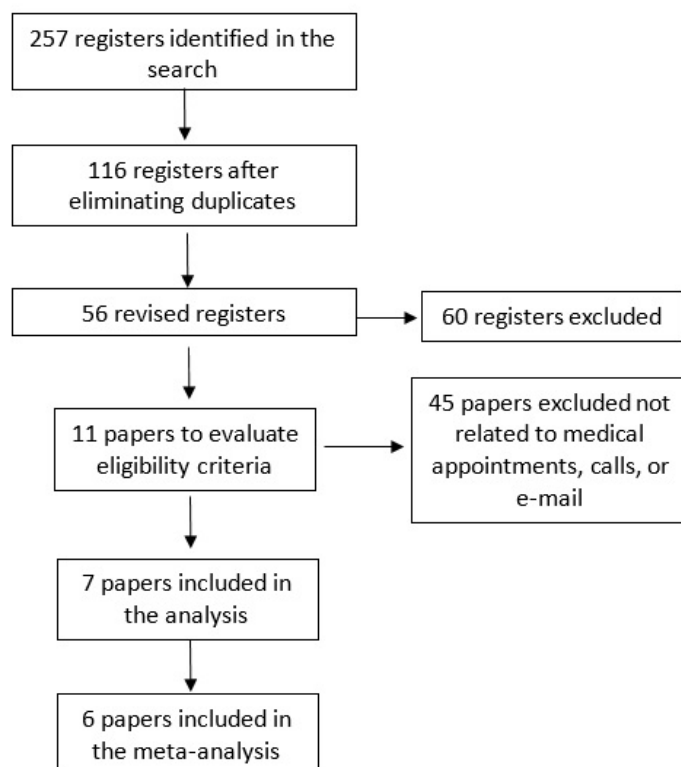 257 registers identified in the
search
116 registers after
eliminating duplicates
56 revised registers
60 registers excluded
11 papers to evaluate
eligibility criteria
45 papers excluded not
related to medical
appointments, calls, or
e-mail
7 papers included in
the analysis
6 papers included in
the meta-analysis